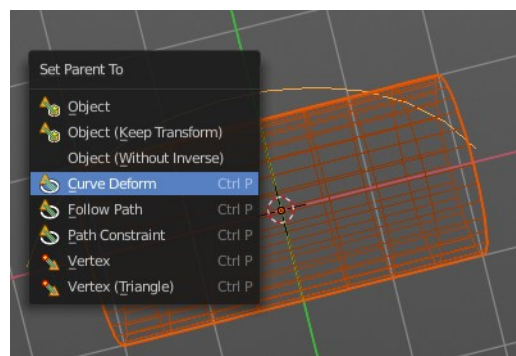 Set Parent To
Object
Object (Keep Transform)
Object (Without Inverse)
Curve Deform Ctrl P
Follow Path Ctrl P
Path Constraint Ctrl P
Vertex Ctrl P
Vertex (Triangle) Ctrl P